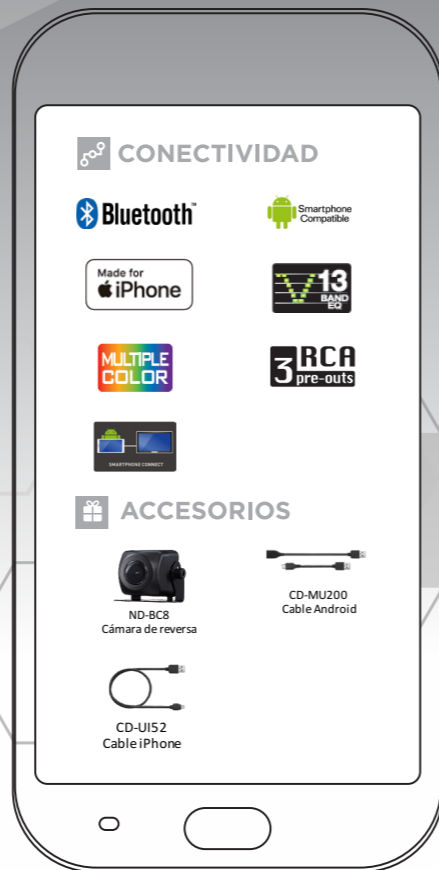 CONECTIVIDAD
Bluetooth™
Smartphone
Compatible
Made for
iPhone
V 13
BAND
EQ
MULTIPLE
COLOR
3 RCA
pre-outs
SMARTPHONE CONNECT
ACCESORIOS
ND-BC8
Cámara de reversa
CD-MU200
Cable Android
CD-UI52
Cable iPhone